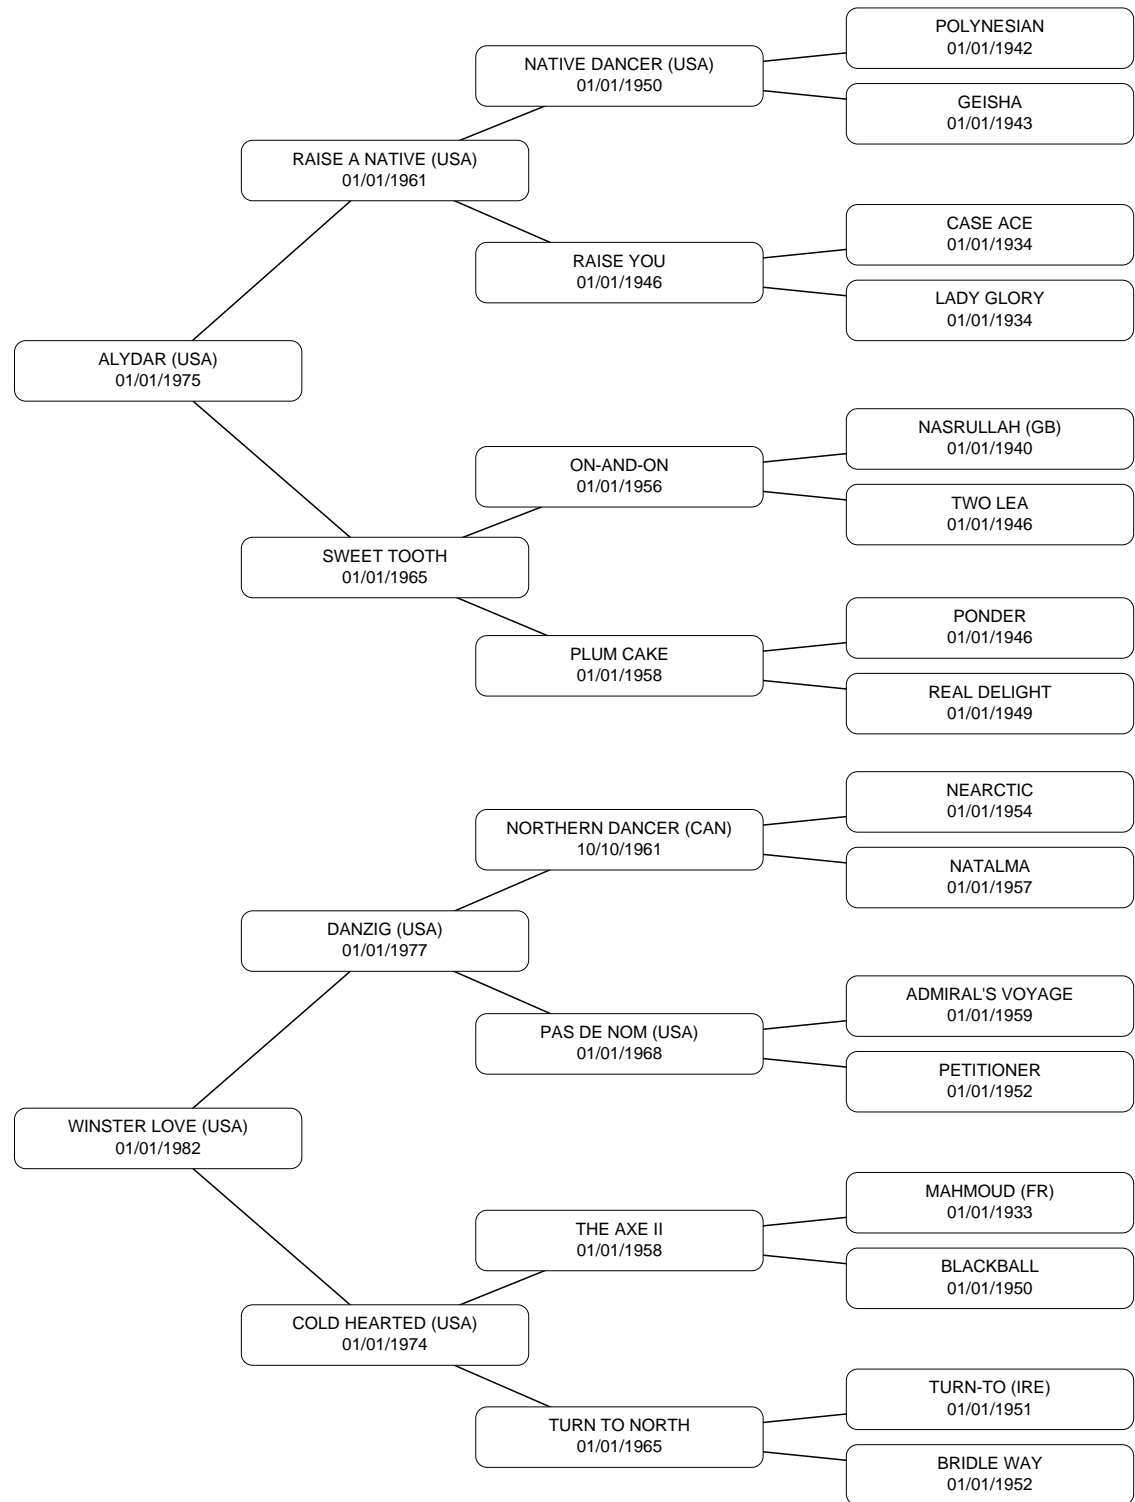 POLYNESIAN
01/01/1942
NATIVE DANCER (USA)
01/01/1950
GEISHA
01/01/1943
RAISE A NATIVE (USA)
01/01/1961
CASE ACE
01/01/1934
RAISE YOU
01/01/1946
LADY GLORY
01/01/1934
ALYDAR (USA)
01/01/1975
NASRULLAH (GB)
01/01/1940
ON-AND-ON
01/01/1956
TWO LEA
01/01/1946
SWEET TOOTH
01/01/1965
PONDER
01/01/1946
PLUM CAKE
01/01/1958
REAL DELIGHT
01/01/1949
NEARCTIC
01/01/1954
NORTHERN DANCER (CAN)
10/10/1961
NATALMA
01/01/1957
DANZIG (USA)
01/01/1977
ADMIRAL'S VOYAGE
01/01/1959
PAS DE NOM (USA)
01/01/1968
PETITIONER
01/01/1952
WINSTER LOVE (USA)
01/01/1982
MAHMOUD (FR)
01/01/1933
THE AXE II
01/01/1958
BLACKBALL
01/01/1950
COLD HEARTED (USA)
01/01/1974
TURN-TO (IRE)
01/01/1951
TURN TO NORTH
01/01/1965
BRIDLE WAY
01/01/1952